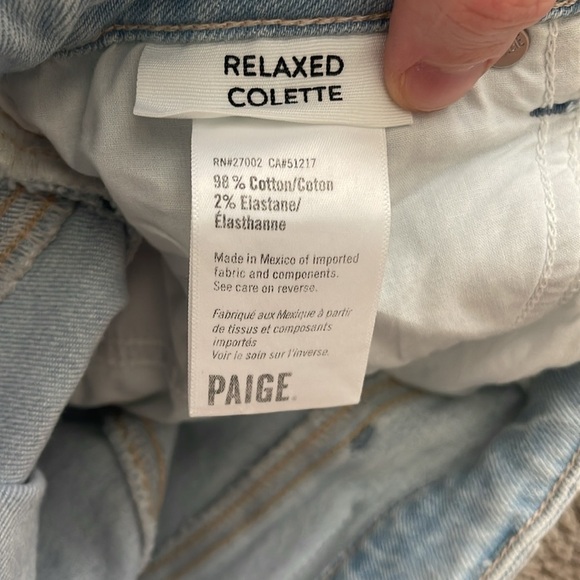 RELAXED
COLETTE
RN#27002 CA#51217
98% Cotton/Coton
2% Elastane/
Élasthanne
Made in Mexico of imported
fabric and components.
See care on reverse.
Fabriqué aux Mexique à partir
de tissus et composants
importés
Voir le soin sur l'inverse.
PAIGE.